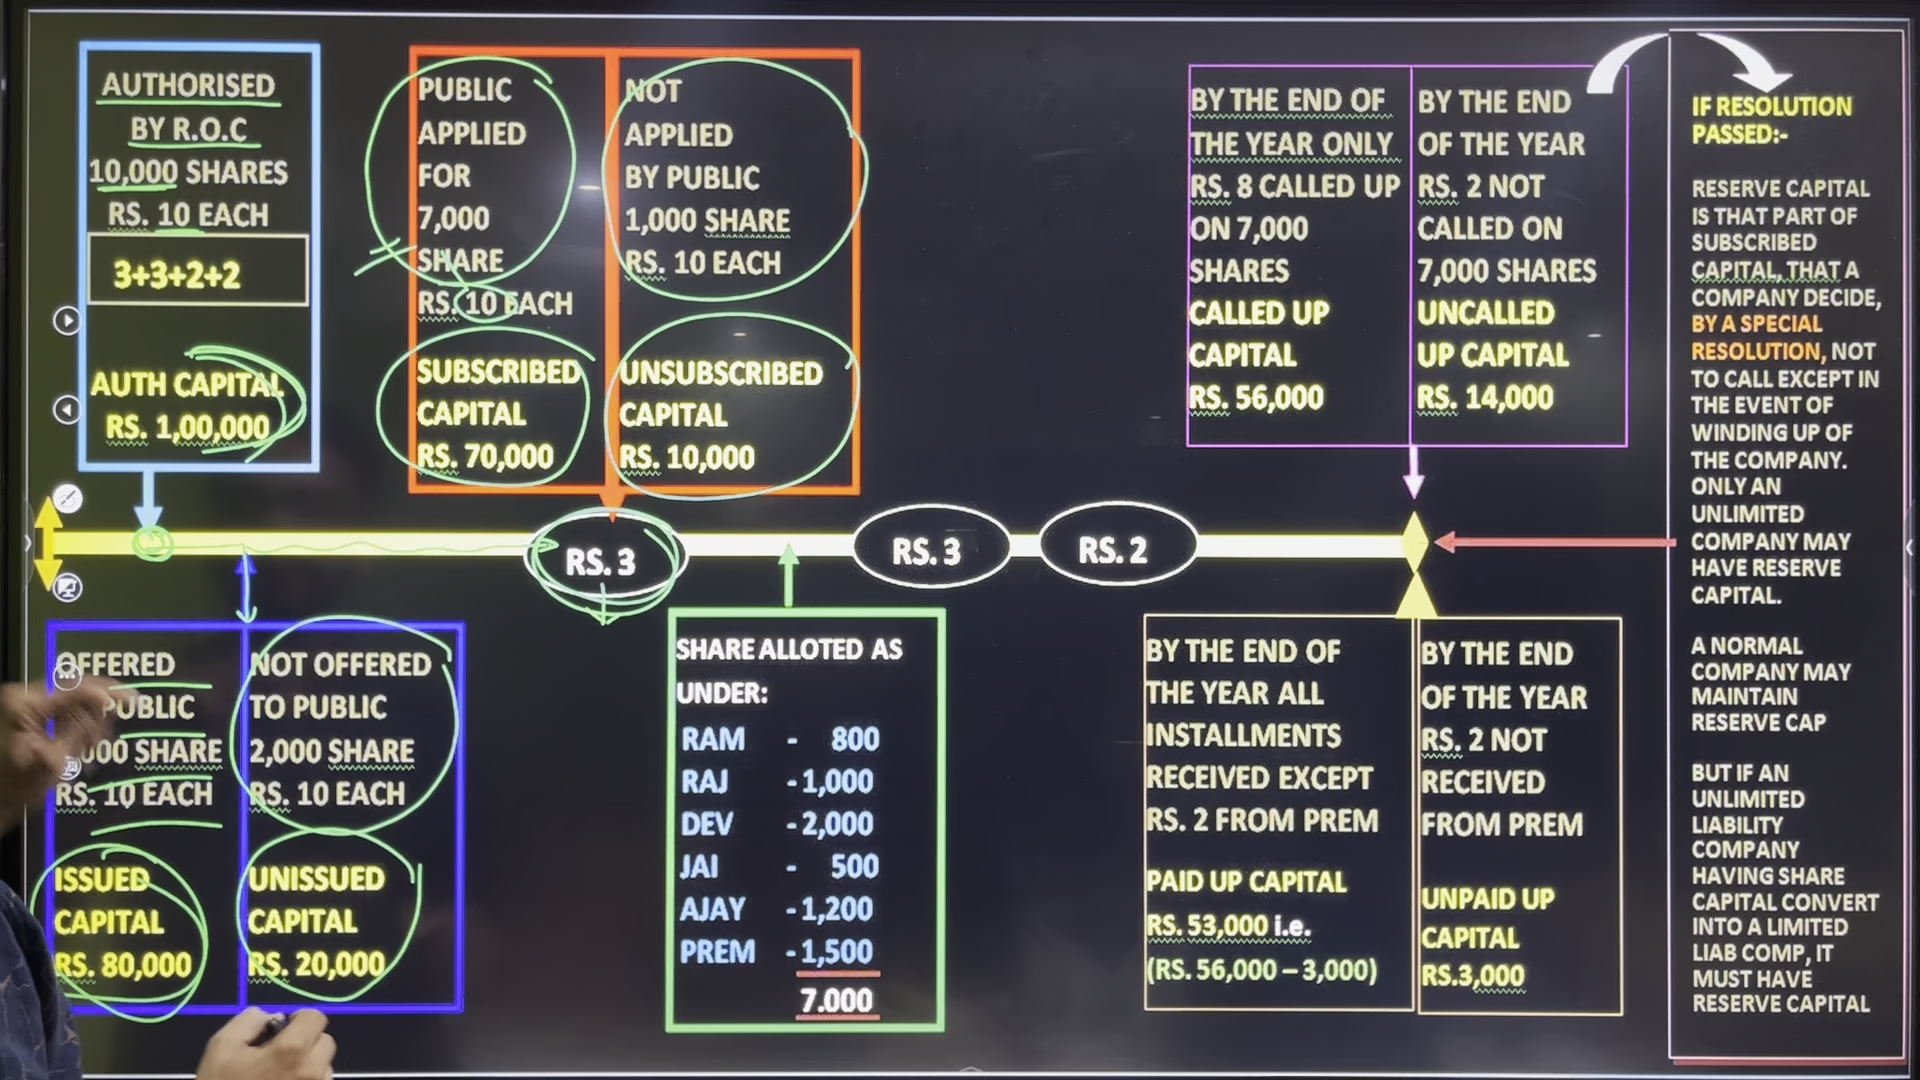 AUTHORISED
BY R.O.C
10,000 SHARES
RS. 10 EACH
3+3+2+2
AUTH CAPITAL
RS. 1,00,000
PUBLIC
APPLIED
FOR
7,000
SHARE
RS. 10 EACH
SUBSCRIBED
CAPITAL
RS. 70,000
NOT
APPLIED
BY PUBLIC
1,000 SHARE
RS. 10 EACH
UNSUBSCRIBED
CAPITAL
RS. 10,000
BY THE END OF
THE YEAR ONLY
RS. 8 CALLED UP
ON 7,000
SHARES
CALLED UP
CAPITAL
RS. 56,000
BY THE END
OF THE YEAR
RS. 2 NOT
CALLED ON
7,000 SHARES
UNCALLED
UP CAPITAL
RS. 14,000
IF RESOLUTION
PASSED:-
RESERVE CAPITAL
IS THAT PART OF
SUBSCRIBED
CAPITAL, THAT A
COMPANY DECIDE,
BY A SPECIAL
RESOLUTION, NOT
TO CALL EXCEPT IN
THE EVENT OF
WINDING UP OF
THE COMPANY.
ONLY AN
UNLIMITED
COMPANY MAY
HAVE RESERVE
CAPITAL.
A NORMAL
COMPANY MAY
MAINTAIN
RESERVE CAP
BUT IF AN
UNLIMITED
LIABILITY
COMPANY
HAVING SHARE
CAPITAL CONVERT
INTO A LIMITED
LIAB COMP, IT
MUST HAVE
RESERVE CAPITAL
RS. 3
RS. 3
RS. 2
OFFERED
PUBLIC
SHARE
RS. 10 EACH
ISSUED
CAPITAL
RS. 80,000
NOT OFFERED
TO PUBLIC
2,000 SHARE
RS. 10 EACH
UNISSUED
CAPITAL
RS. 20,000
SHARE ALLOTED AS
UNDER:
RAM - 800
RAJ - 1,000
DEV - 2,000
JAI - 500
AJAY - 1,200
PREM - 1,500
7.000
BY THE END OF
THE YEAR ALL
INSTALLMENTS
RECEIVED EXCEPT
RS. 2 FROM PREM
PAID UP CAPITAL
RS. 53,000 i.e.
(RS. 56,000 – 3,000)
BY THE END
OF THE YEAR
RS. 2 NOT
RECEIVED
FROM PREM
UNPAID UP
CAPITAL
RS.3,000